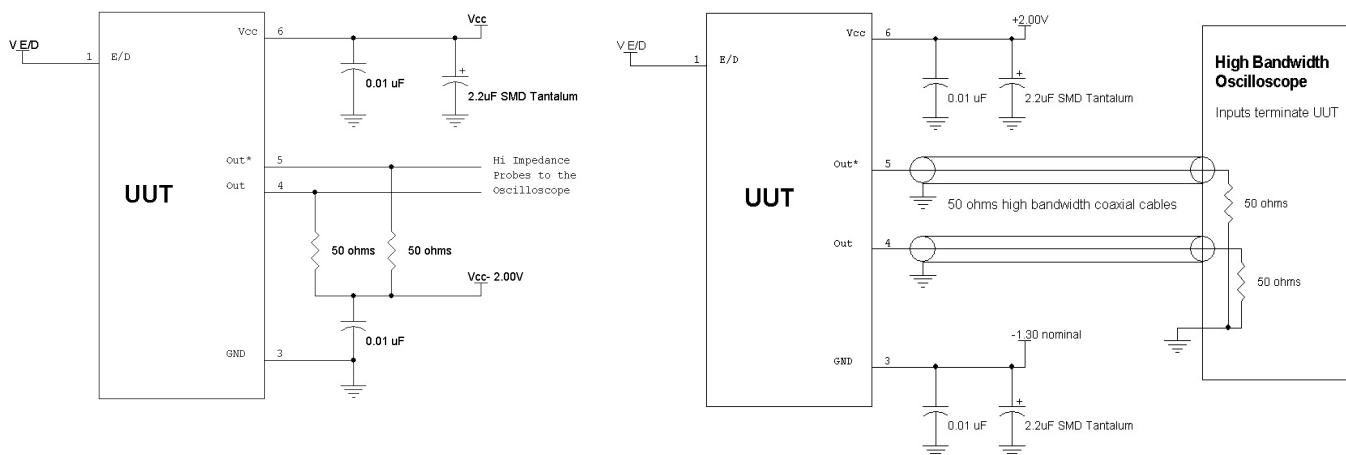 Vcc
6
Vcc
V E/D
1
E/D
0.01 uF
+
2.2uF SMD Tantalum
Out*
5
Hi Impedance
Probes to the
Oscilloscope
Out
4
UUT
50 ohms
50 ohms
Vcc- 2.00V
0.01 uF
GND
3
+2.00V
Vcc
6
V E/D
1
E/D
0.01 uF
+
2.2uF SMD Tantalum
High Bandwidth
Oscilloscope
Inputs terminate UUT
Out*
5
UUT
50 ohms high bandwidth coaxial cables
50 ohms
Out
4
50 ohms
-1.30 nominal
GND
3
0.01 uF
+
2.2uF SMD Tantalum